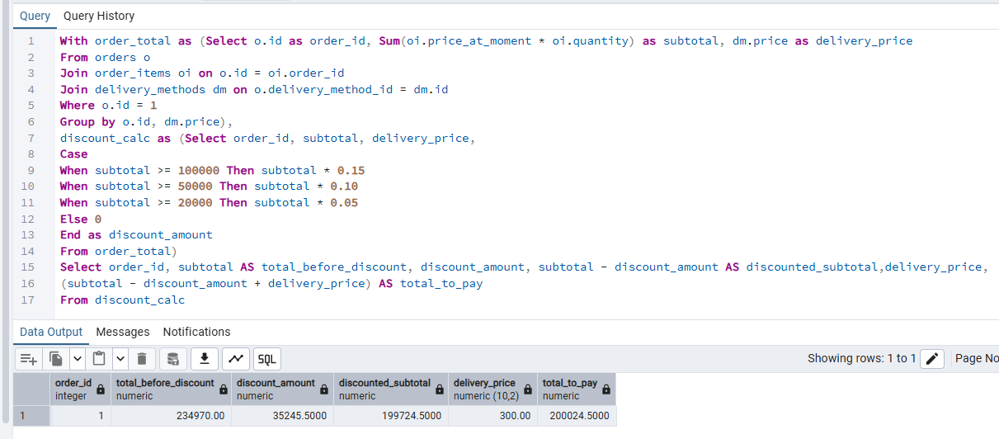 Query Query History
1 With order_total as (Select o.id as order_id, Sum(oi.price_at_moment * oi.quantity) as subtotal, dm.price as delivery_price
2 From orders o
3 Join order_items oi on o.id = oi.order_id
4 Join delivery_methods dm on o.delivery_method_id = dm.id
5 Where o.id = 1
6 Group by o.id, dm.price),
7 discount_calc as (Select order_id, subtotal, delivery_price,
8 Case
9 When subtotal >= 100000 Then subtotal * 0.15
10 When subtotal >= 50000 Then subtotal * 0.10
11 When subtotal >= 20000 Then subtotal * 0.05
12 Else 0
13 End as discount_amount
14 From order_total)
15 Select order_id, subtotal AS total_before_discount, discount_amount, subtotal - discount_amount AS discounted_subtotal,delivery_price,
16 (subtotal - discount_amount + delivery_price) AS total_to_pay
17 From discount_calc
Data Output Messages Notifications
SQL Showing rows: 1 to 1 Page No
order_id total_before_discount discount_amount discounted_subtotal delivery_price total_to_pay
integer numeric numeric numeric numeric (10,2) numeric
1 1 234970.00 35245.5000 199724.5000 300.00 200024.5000